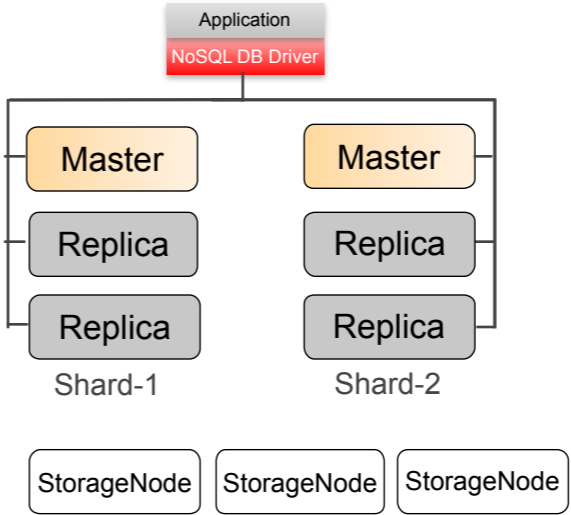 Application
NoSQL DB Driver
Master
Replica
Replica
Shard-1
Master
Replica
Replica
Shard-2
StorageNode
StorageNode
StorageNode